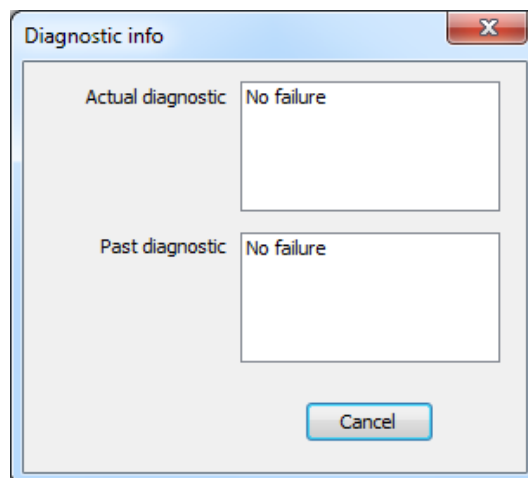 Diagnostic info
Actual diagnostic
No failure
Past diagnostic
No failure
Cancel